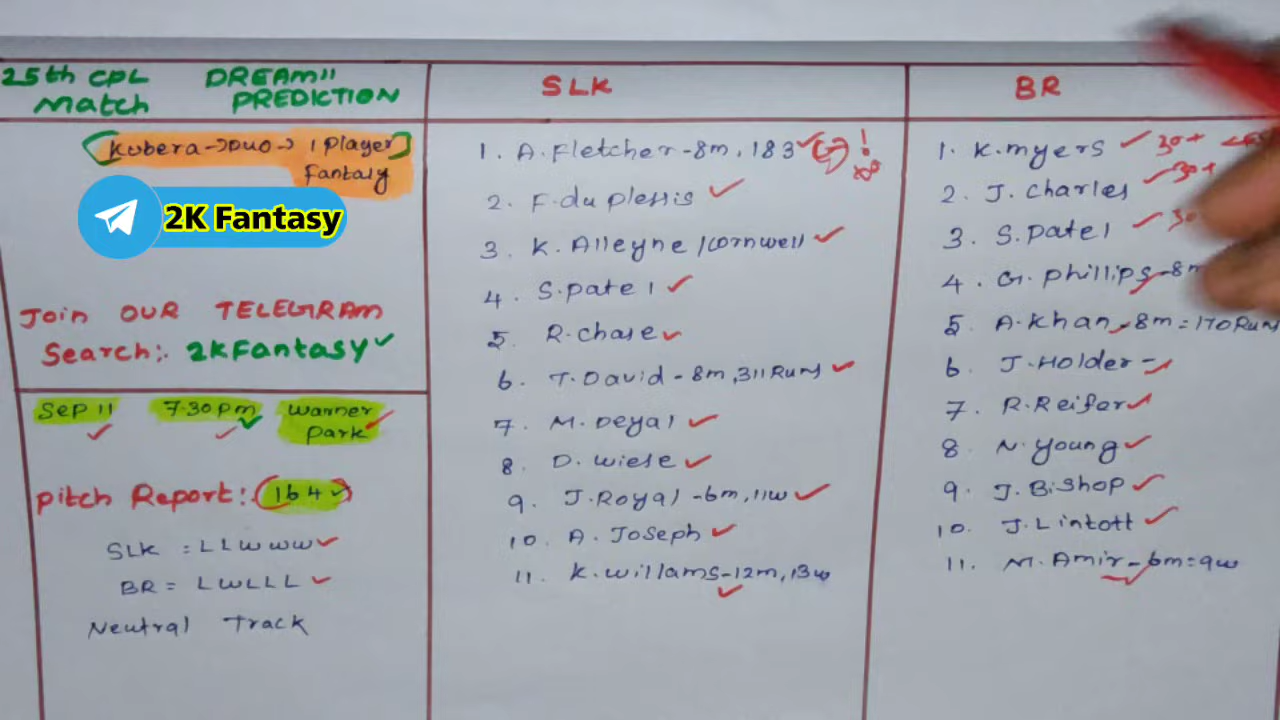 25th CPL DREAM11
Match PREDICTION
Kubera→Duo→ 1 Player
Fantasy
2K Fantasy
Join OUR TELEGRAM
Search:. 2KFantasy
Sep 11 7.30pm Warner
Park
Pitch Report: 164
SLK = LLWWW
BR = LWLLL
Neutral Track
SLK
1. A. Fletcher - 8m, 183
2. F. du plessis
3. K. Alleyne / Cornwell
4. S. patel
5. R. chase
6. T. David - 8m, 311 Runs
7. M. Deyal
8. D. wiese
9. J. Royal - 6m, 11w
10. A. Joseph
11. K. willams - 12m, 13w
BR
1. K. myers 30+
2. J. charles 30+
3. S. patel 30
4. G. phillips - 8m
5. A. Khan - 8m = 170 Runs
6. J. Holder -
7. R. Reifer
8. N. Young
9. J. Bishop
10. J. Lintott
11. M. Amir - 6m = 9w